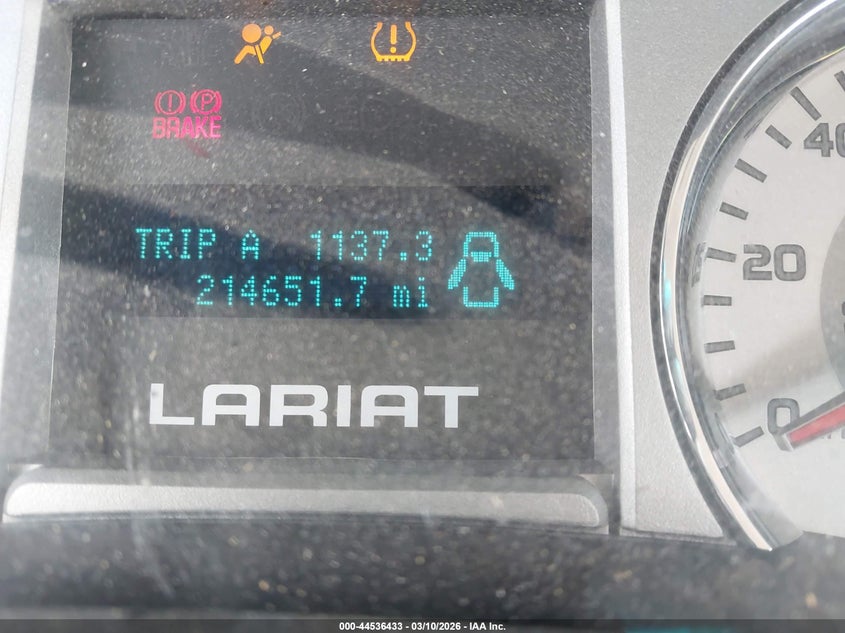 BRAKE
TRIP A 1137.3
214651.7 mi
LARIAT
40
20
0
000-44536433 - 03/10/2026 - IAA Inc.